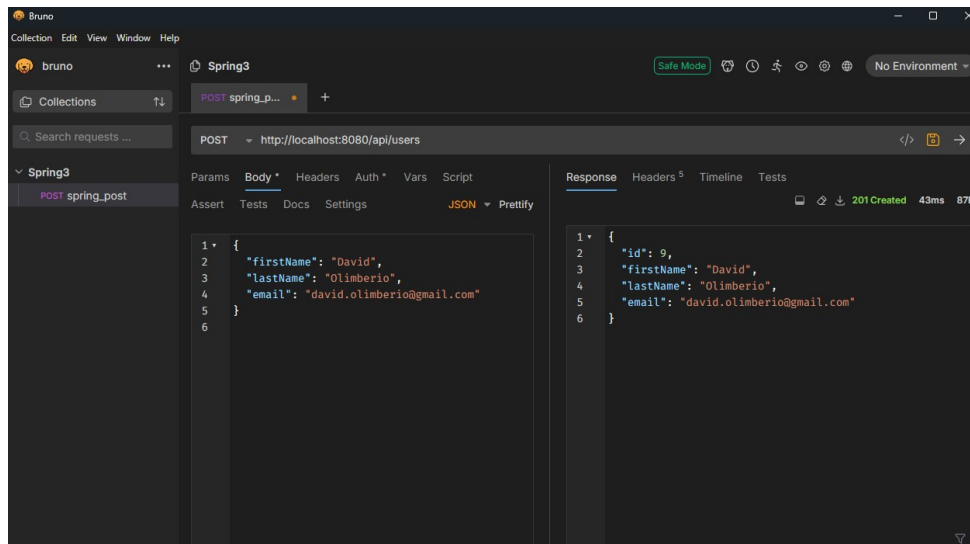 Bruno
Collection Edit View Window Help
bruno ...
Collections
Search requests ...
Spring3
POST spring_post
Spring3
Safe Mode
No Environment
POST spring_p... +
POST http://localhost:8080/api/users
Params Body Headers Auth Vars Script
Assert Tests Docs Settings JSON Prettify
1 {
2 "firstName": "David",
3 "lastName": "Olimberio",
4 "email": "david.olimberio@gmail.com"
5 }
6
Response Headers 5 Timeline Tests
201 Created 43ms
1 {
2 "id": 9,
3 "firstName": "David",
4 "lastName": "Olimberio",
5 "email": "david.olimberio@gmail.com"
6 }